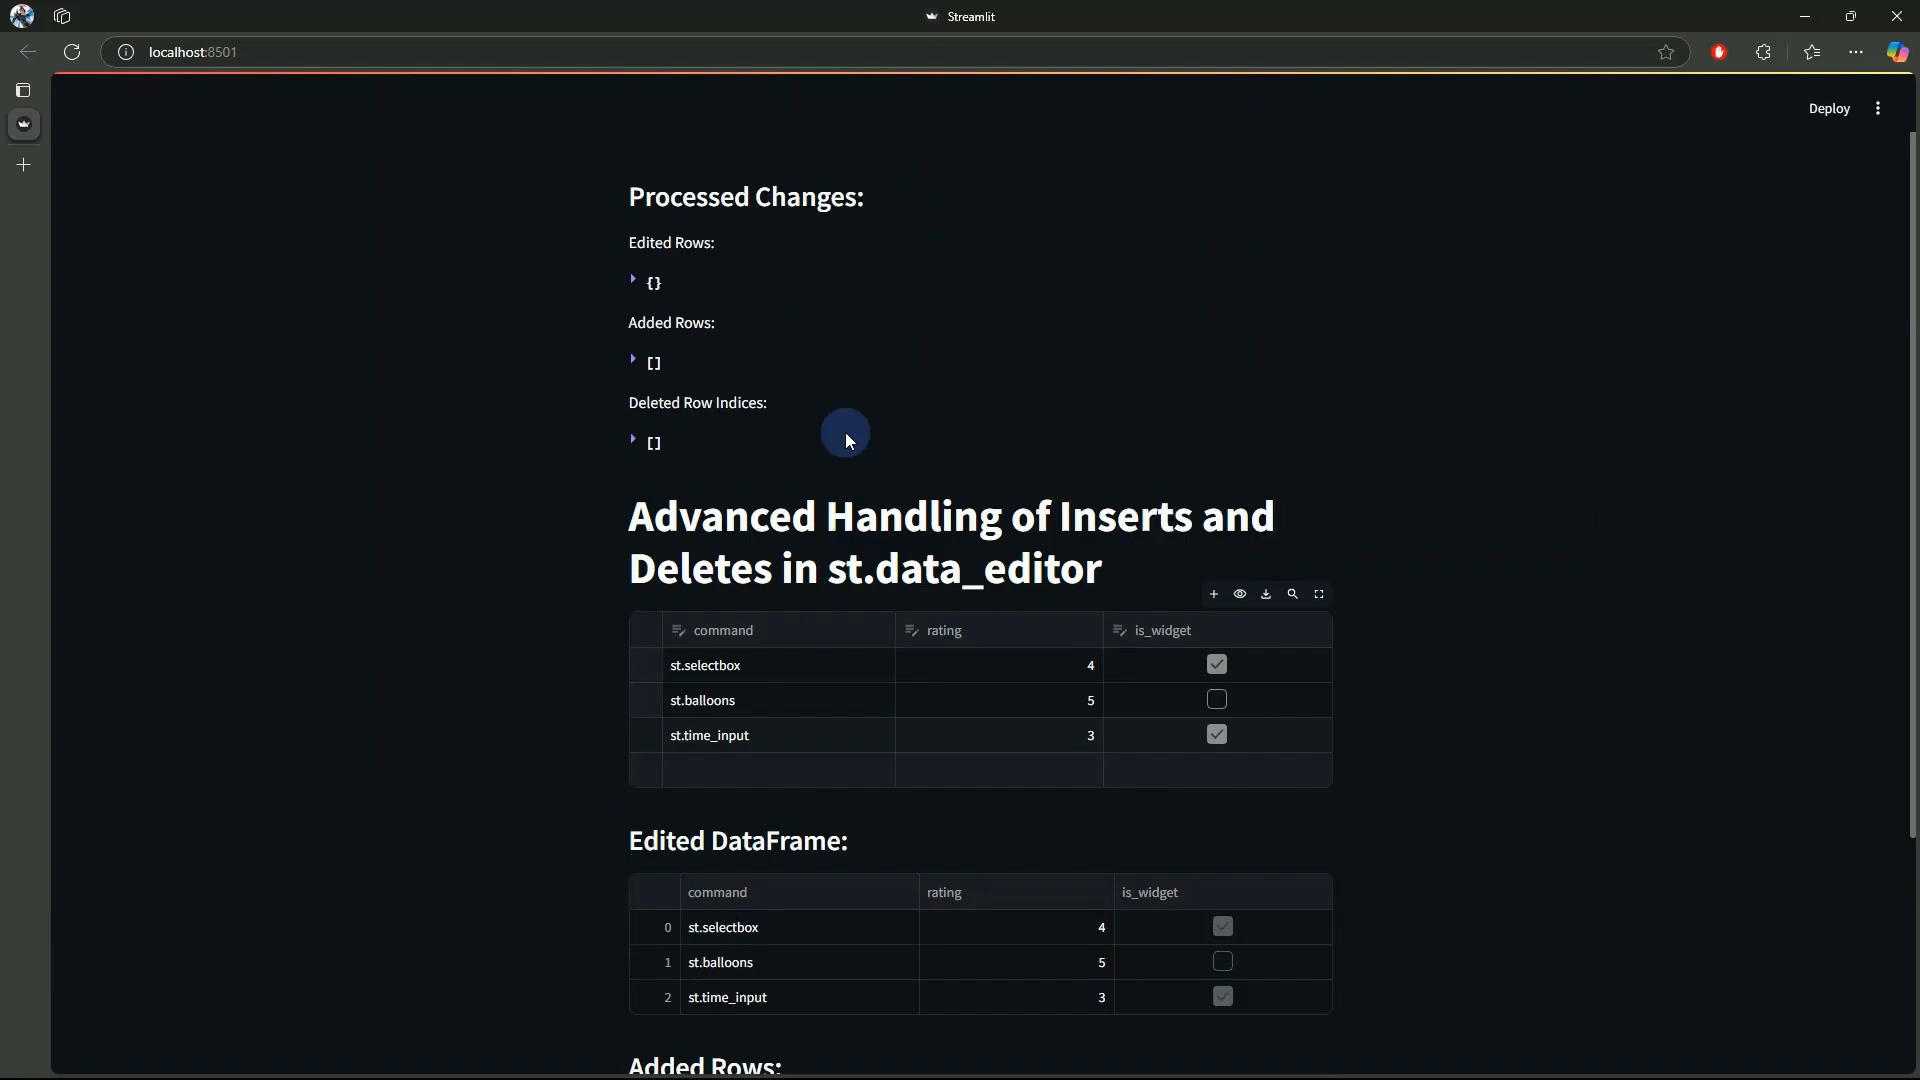 Streamlit
localhost:8501
Deploy
Processed Changes:
Edited Rows:
{}
Added Rows:
[]
Deleted Row Indices:
[]
Advanced Handling of Inserts and
Deletes in st.data_editor
command rating is_widget
st.selectbox 4
st.balloons 5
st.time_input 3
Edited DataFrame:
command rating is_widget
0 st.selectbox 4
1 st.balloons 5
2 st.time_input 3
Added Rows: